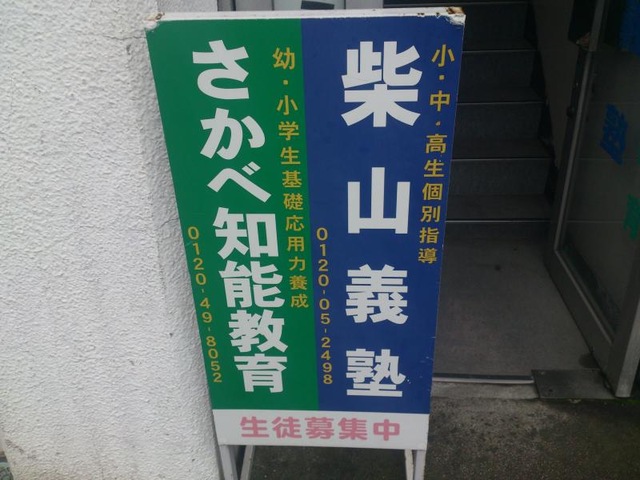 小・中・高生個別指導
柴山義塾
0120-05-2498
幼・小学生基礎応用力養成
さかべ知能教育
0120-49-8052
生徒募集中
塾